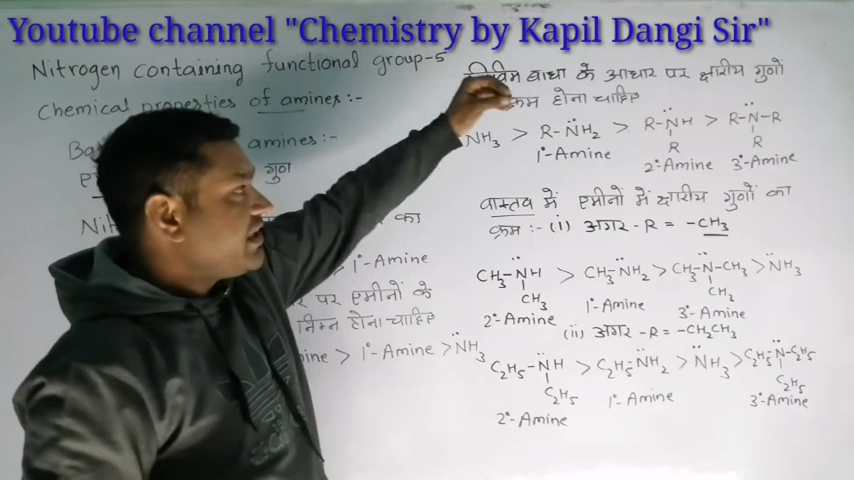 Youtube channel "Chemistry by Kapil Dangi Sir"
Nitrogen containing functional group-5
Chemical properties of amines:-
amines:-
गुण
का
> 1°-Amine
पर एमीनों के
निम्न होना चाहिए
> 1°-Amine > N̈H₃
बाधा के आधार पर क्षारीय गुणों
क्रम होना चाहिए
NH₃ > R-N̈H₂ > R-N̈H > R-N̈-R
R R
1°-Amine 2°-Amine 3°-Amine
वास्तव में एमीनों में क्षारीय गुणों का
क्रम :- (i) अगर -R = -CH₃
CH₃-N̈H > CH₃-N̈H₂ > CH₃-N̈-CH₃ > N̈H₃
CH₃ CH₃
2°-Amine 1°-Amine 3°-Amine
(ii) अगर -R = -CH₂CH₃
C₂H₅-N̈H > C₂H₅N̈H₂ > N̈H₃ > C₂H₅-N̈-C₂H₅
C₂H₅ C₂H₅
2°-Amine 1°-Amine 3°-Amine